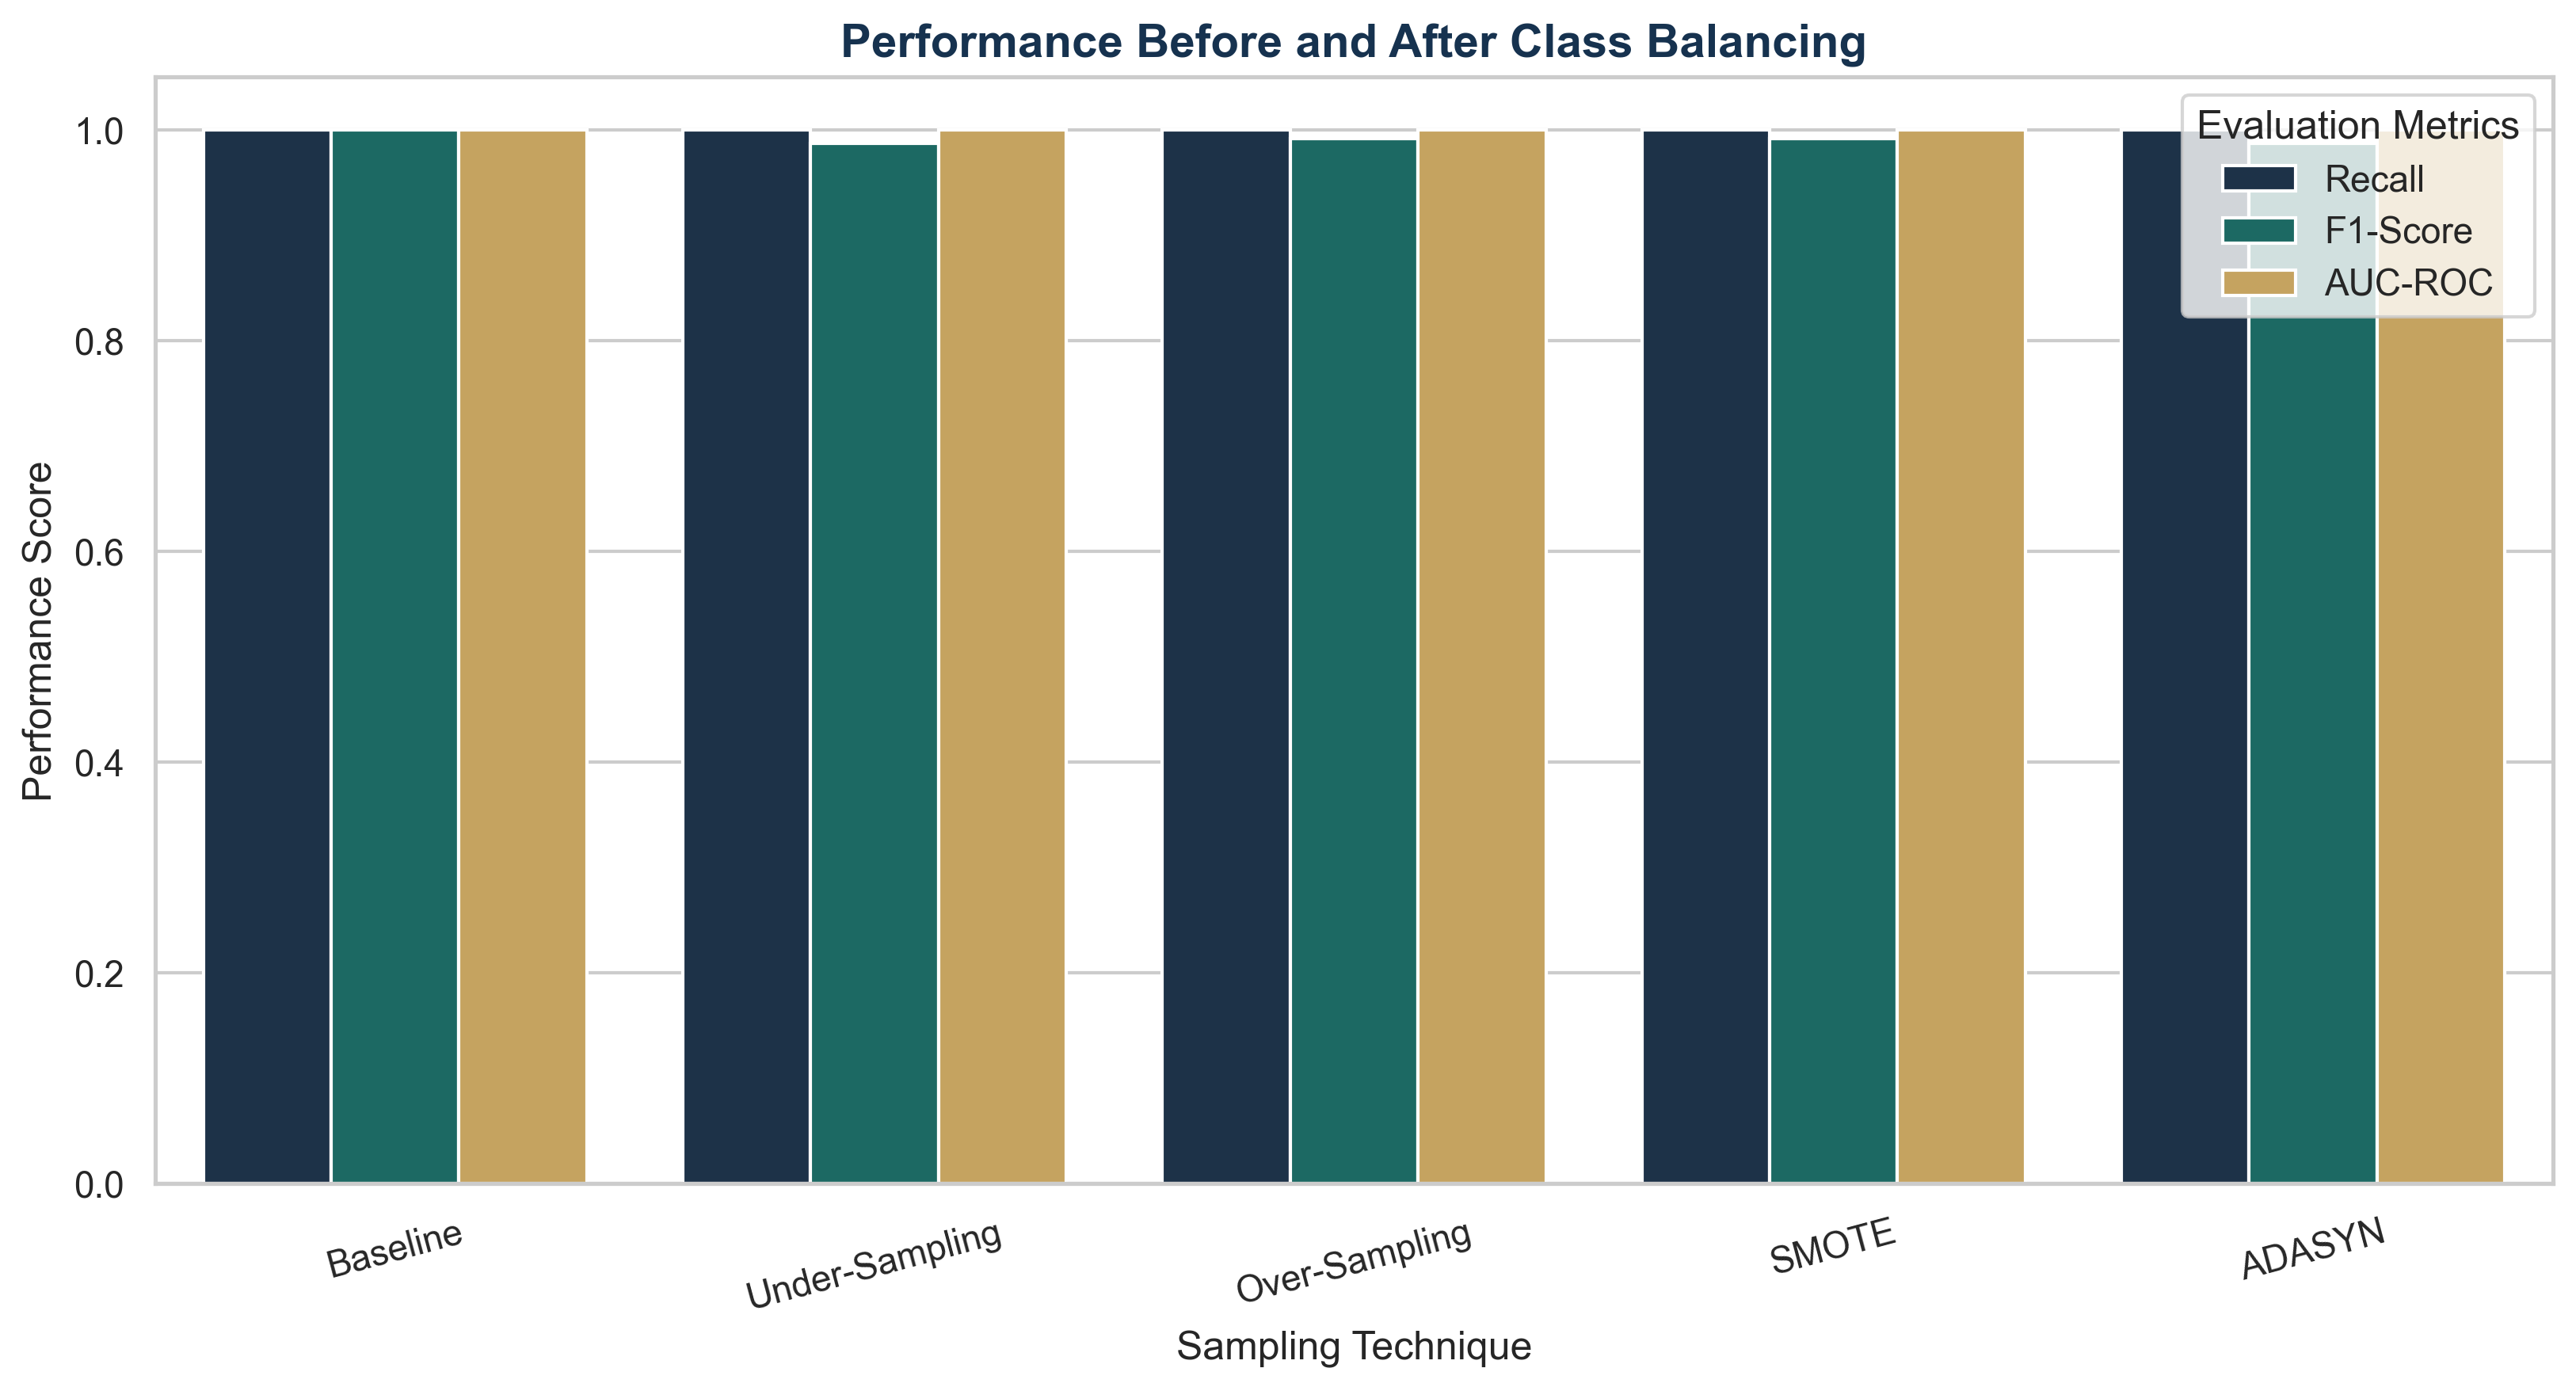 Performance Before and After Class Balancing
Evaluation Metrics
Recall
F1-Score
AUC-ROC
Performance Score
1.0
0.8
0.6
0.4
0.2
0.0
Baseline
Under-Sampling
Over-Sampling
SMOTE
ADASYN
Sampling Technique